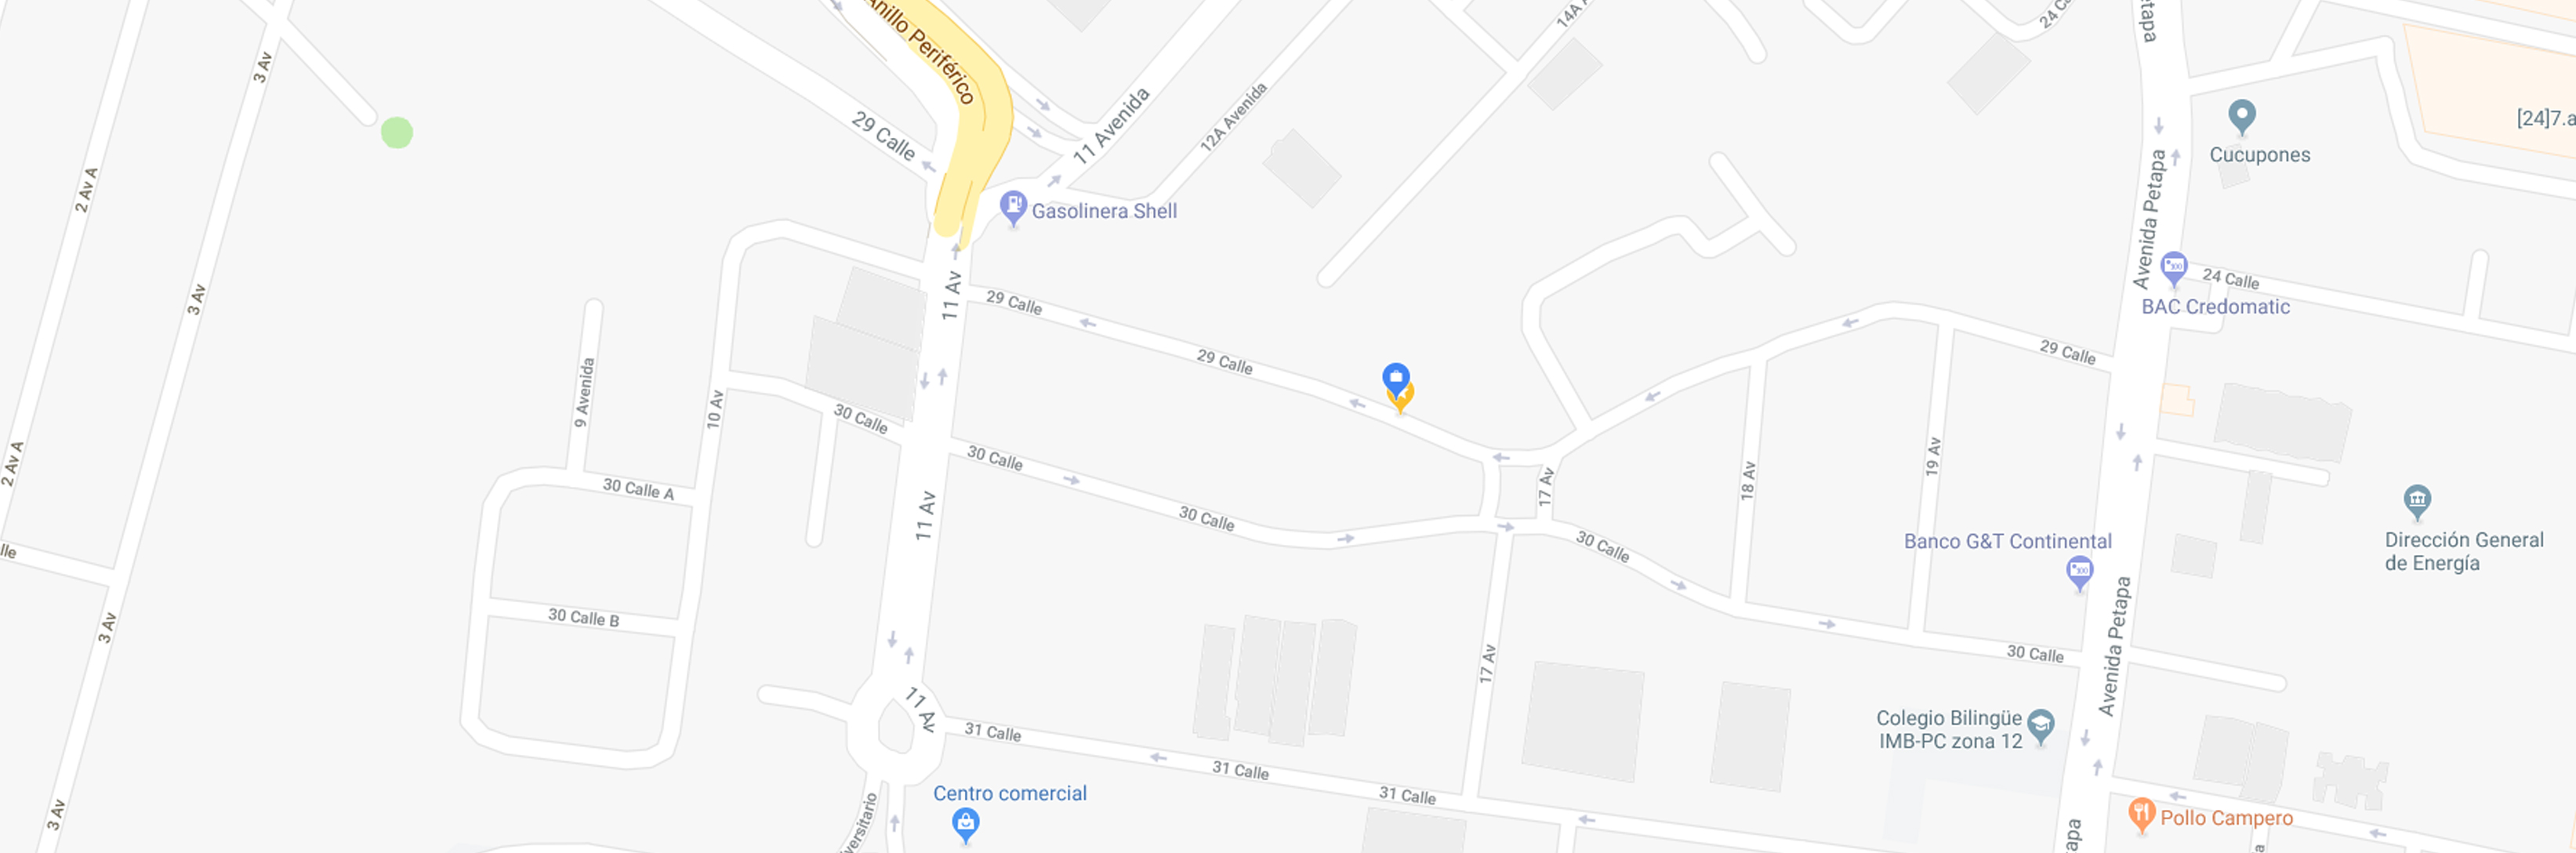 Anillo Periférico
etapa
14A A
24 Ca
3 Av
29 Calle
11 Avenida
12A Avenida
[24]7.a
Cucupones
2 Av A
Gasolinera Shell
Avenida Petapa
24 Calle
BAC Credomatic
3 Av
11 Av
29 Calle
29 Calle
29 Calle
9 Avenida
10 Av
30 Calle
2 Av A
30 Calle
30 Calle A
17 Av
18 Av
19 Av
11 Av
30 Calle
Dirección General
de Energía
Banco G&T Continental
30 Calle
lle
30 Calle B
3 Av
17 Av
30 Calle
Avenida Petapa
11 Av
31 Calle
Colegio Bilingüe
IMB-PC zona 12
31 Calle
31 Calle
Centro comercial
Pollo Campero
3 Av
versitario
tapa
a